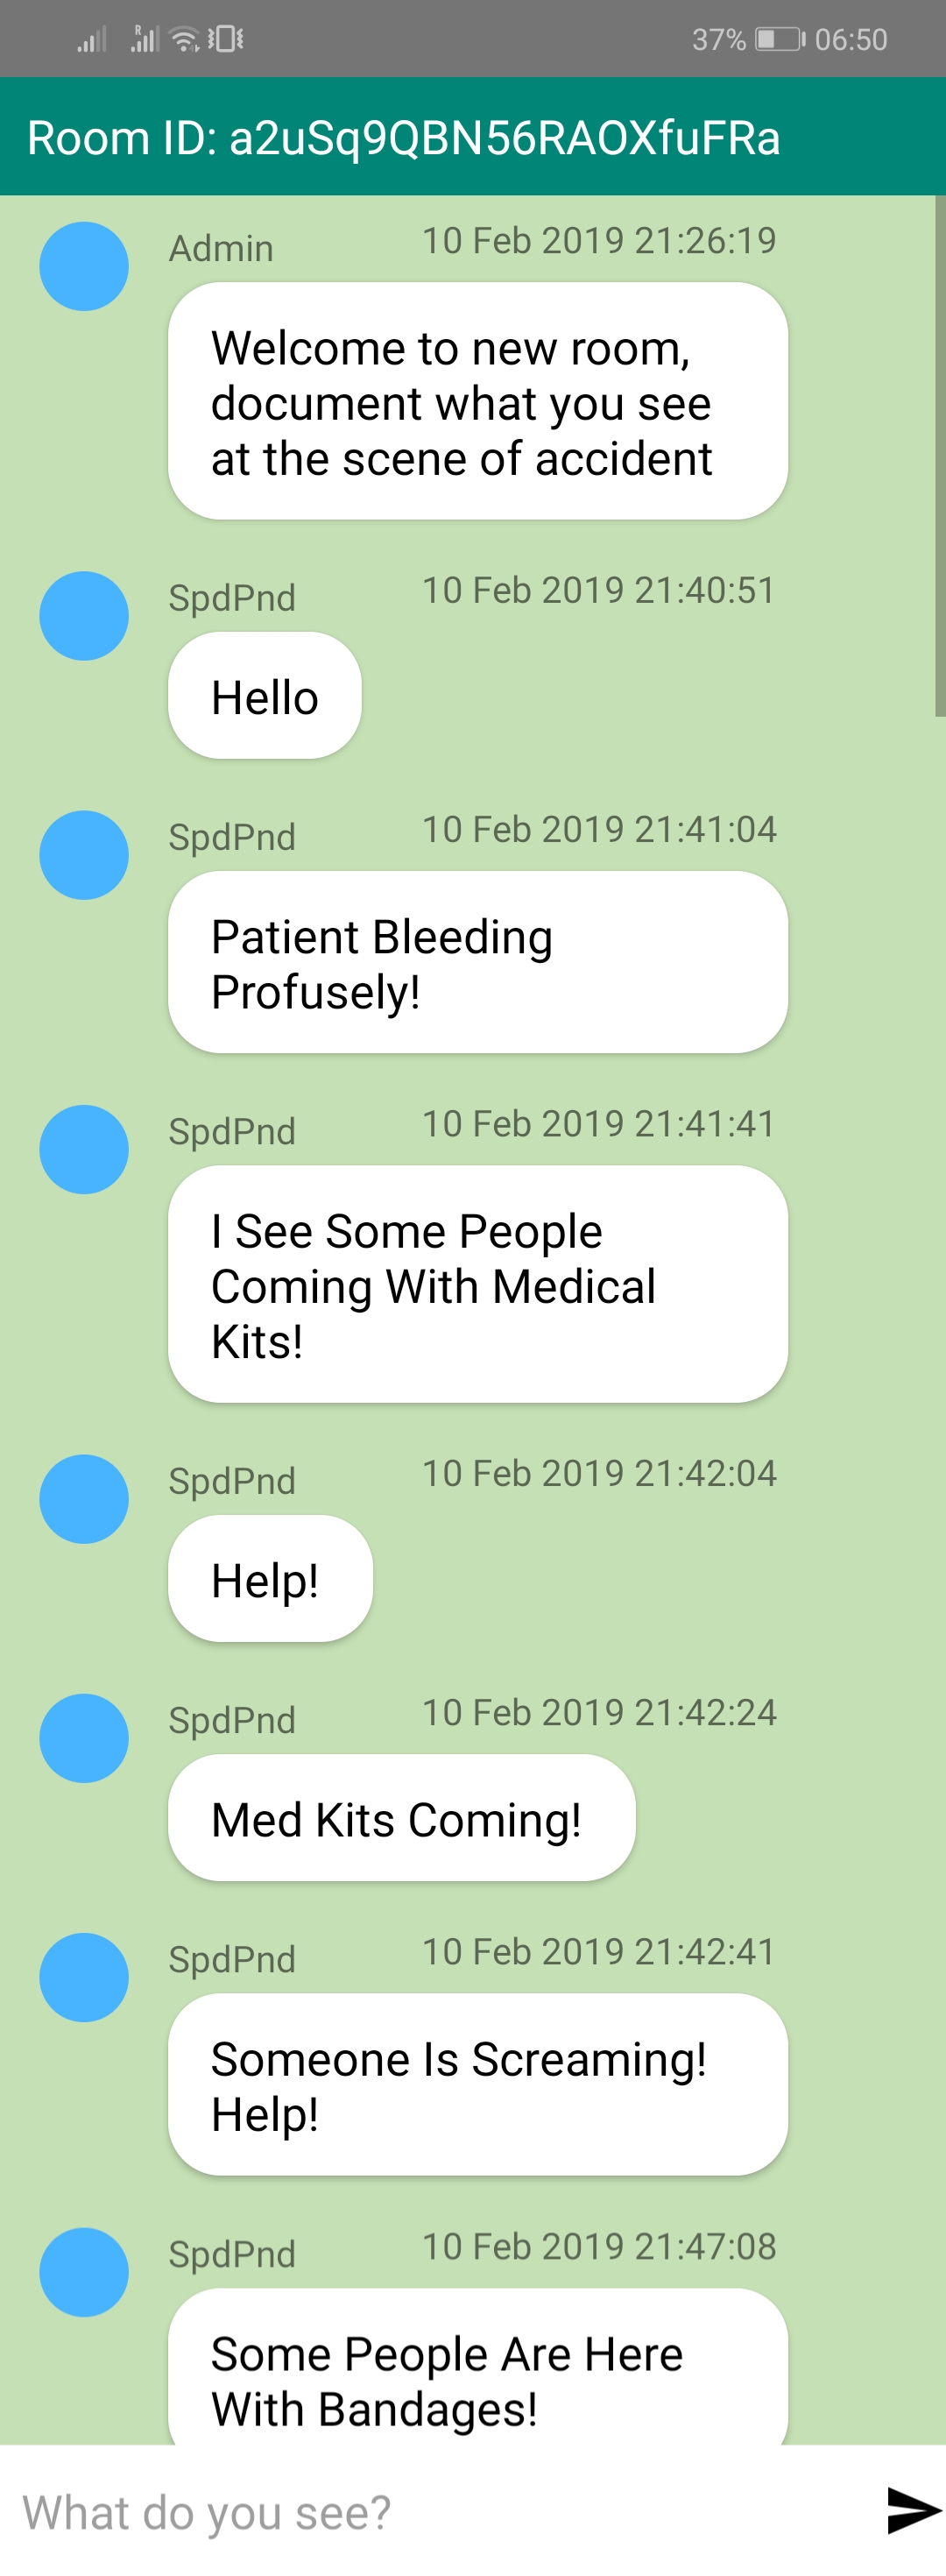 R
37% 06:50
Room ID: a2uSq9QBN56RAOXfuFRa
Admin 10 Feb 2019 21:26:19
Welcome to new room,
document what you see
at the scene of accident
SpdPnd 10 Feb 2019 21:40:51
Hello
SpdPnd 10 Feb 2019 21:41:04
Patient Bleeding
Profusely!
SpdPnd 10 Feb 2019 21:41:41
I See Some People
Coming With Medical
Kits!
SpdPnd 10 Feb 2019 21:42:04
Help!
SpdPnd 10 Feb 2019 21:42:24
Med Kits Coming!
SpdPnd 10 Feb 2019 21:42:41
Someone Is Screaming!
Help!
SpdPnd 10 Feb 2019 21:47:08
Some People Are Here
With Bandages!
What do you see?